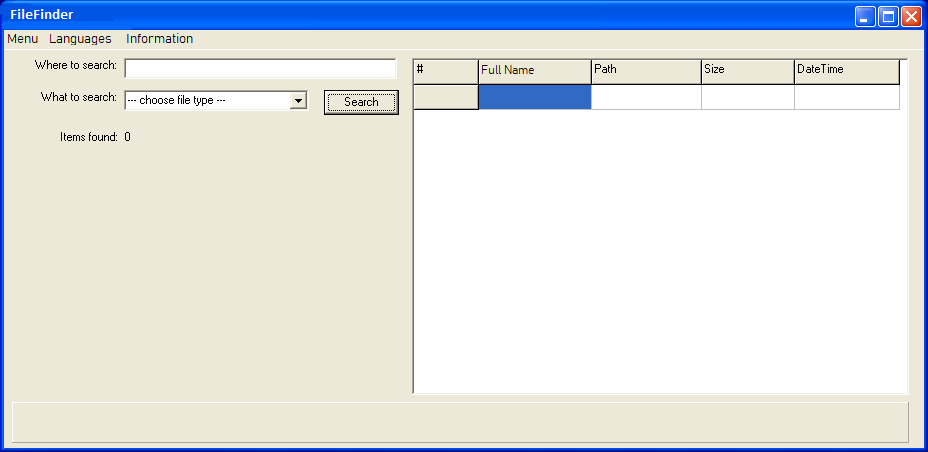 FileFinder
Menu Languages Information
Where to search:
What to search: --- choose file type --- Search
Items found: 0
# Full Name Path Size DateTime